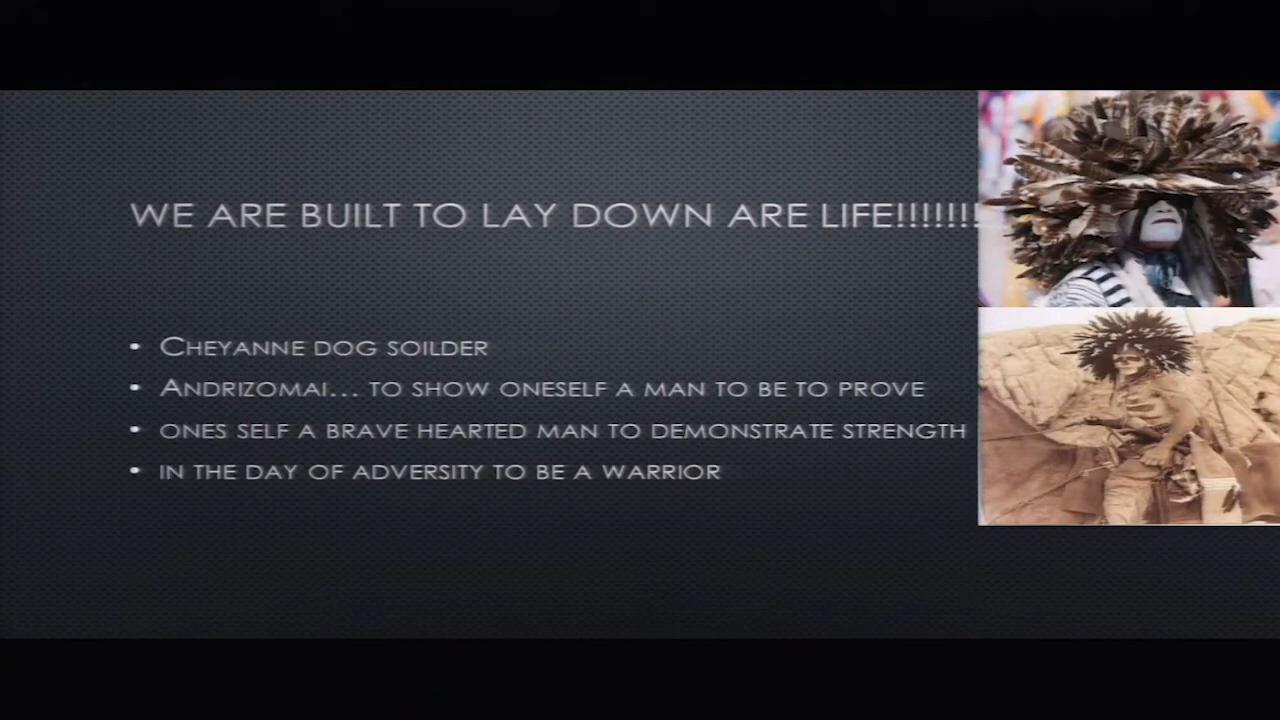 WE ARE BUILT TO LAY DOWN ARE LIFE!!!!!!!
• CHEYANNE DOG SOILDER
• ANDRIZOMAI... TO SHOW ONESELF A MAN TO BE TO PROVE
• ONES SELF A BRAVE HEARTED MAN TO DEMONSTRATE STRENGTH
• IN THE DAY OF ADVERSITY TO BE A WARRIOR